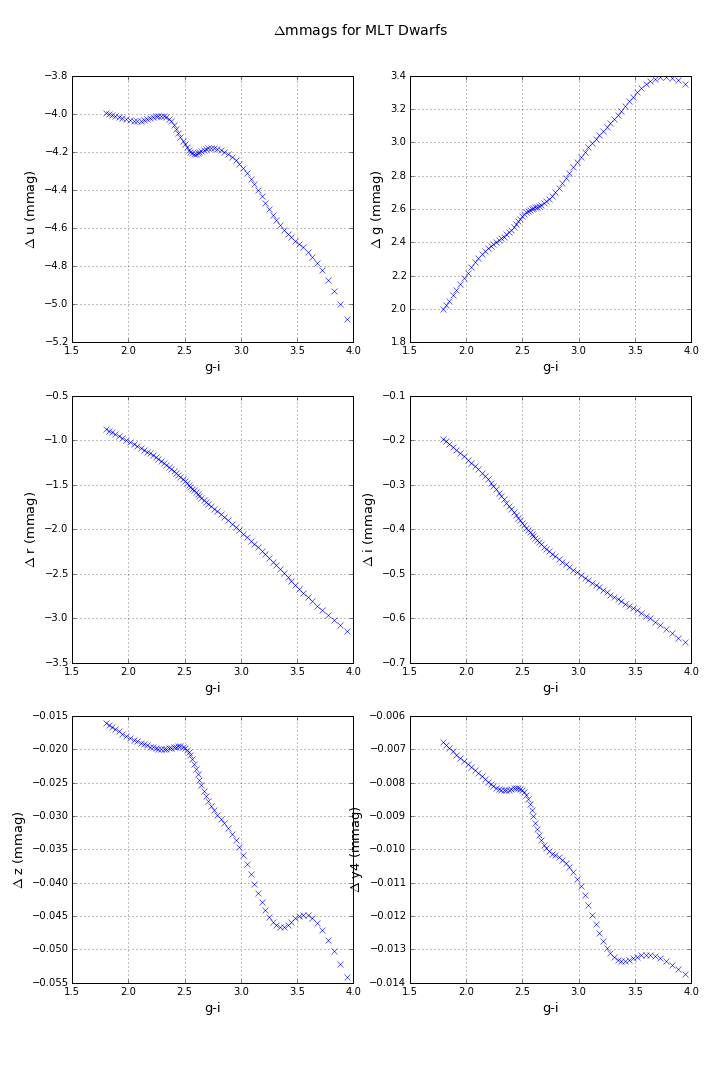 Δmmags for MLT Dwarfs
−3.8
−4.0
−4.2
−4.4
−4.6
−4.8
−5.0
−5.2
Δ u (mmag)
1.5 2.0 2.5 3.0 3.5 4.0
g-i
3.4
3.2
3.0
2.8
2.6
2.4
2.2
2.0
1.8
Δ g (mmag)
1.5 2.0 2.5 3.0 3.5 4.0
g-i
−0.5
−1.0
−1.5
−2.0
−2.5
−3.0
−3.5
Δ r (mmag)
1.5 2.0 2.5 3.0 3.5 4.0
g-i
−0.1
−0.2
−0.3
−0.4
−0.5
−0.6
−0.7
Δ i (mmag)
1.5 2.0 2.5 3.0 3.5 4.0
g-i
−0.015
−0.020
−0.025
−0.030
−0.035
−0.040
−0.045
−0.050
−0.055
Δ z (mmag)
1.5 2.0 2.5 3.0 3.5 4.0
g-i
−0.006
−0.007
−0.008
−0.009
−0.010
−0.011
−0.012
−0.013
−0.014
Δ y4 (mmag)
1.5 2.0 2.5 3.0 3.5 4.0
g-i